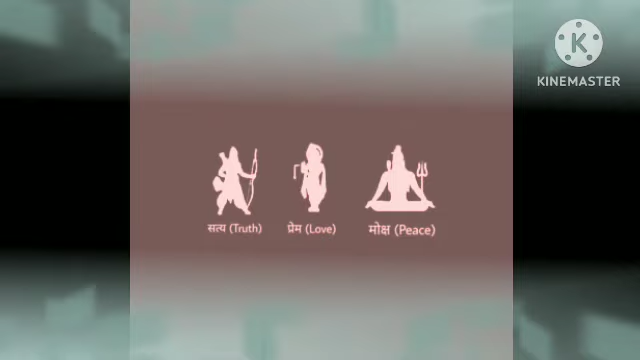 KINEMASTER
सत्य (Truth) प्रेम (Love) मोक्ष (Peace)